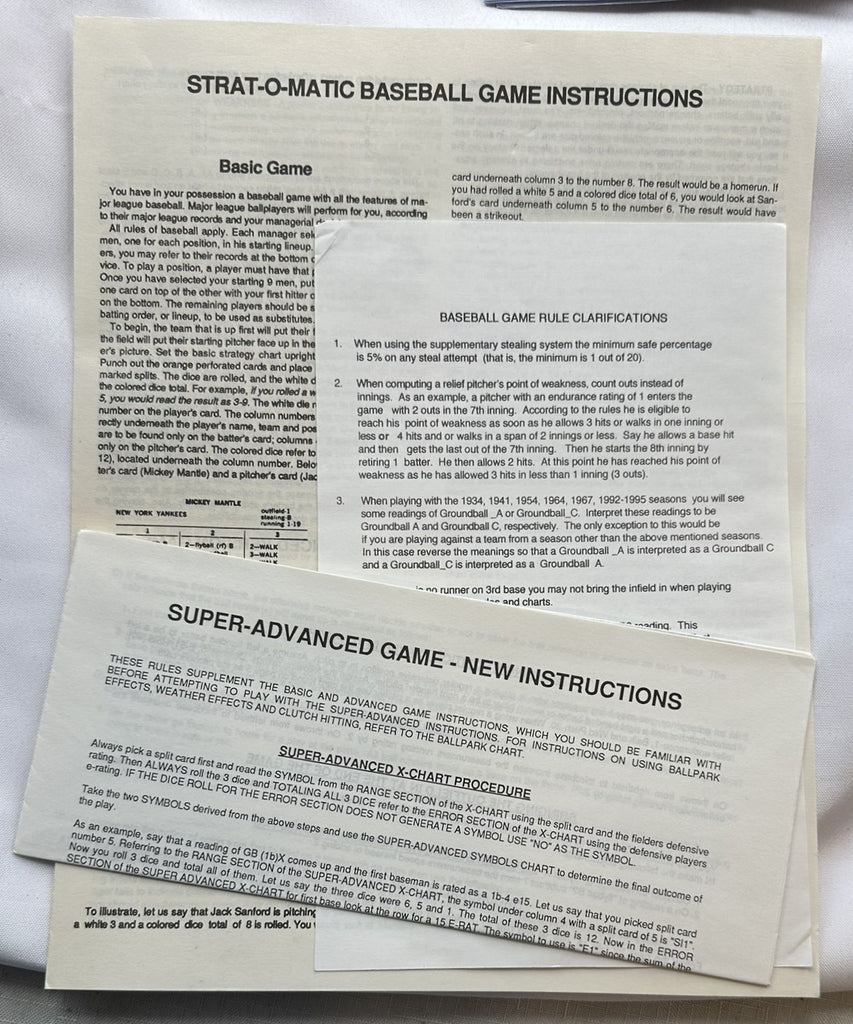 STRAT-O-MATIC BASEBALL GAME INSTRUCTIONS
Basic Game
You have in your possession a baseball game with all the features of ma-
jor league baseball. Major league ballplayers will perform for you, according
to their major league records and your managerial
All rules of baseball apply. Each manager
men, one for each position, in his starting lineup.
ers, you may refer to their records at the bottom
vice. To play a position, a player must have that
Once you have selected your starting 9 men, put
one card on top of the other with your first hitter
on the bottom. The remaining players should be
batting order, or lineup, to be used as substitutes.
To begin, the team that is up first will put their
the field will put their starting pitcher face up in the
er's picture. Set the basic strategy chart upright
Punch out the orange perforated cards and place
marked splits. The dice are rolled, and the white
the colored dice total. For example, if you rolled a
5, you would read the result as 3-9. The white die
number on the player's card. The column numbers
rectly underneath the player's name, team and
are to be found only on the batter's card; columns
only on the pitcher's card. The colored dice refer to
12), located underneath the column number.
ter's card (Mickey Mantle) and a pitcher's card
MICKEY MANTLE
NEW YORK YANKEES
outfield-1
stealing-B
running 1-19
1 2 3
2-flyball (rf) B
2-WALK
3-WALK
To illustrate, let us say that Jack Sanford is pitching
a white 3 and a colored dice total of 8 is rolled. You
card underneath column 3 to the number 8. The result would be a homerun. If
you had rolled a white 5 and a colored dice total of 6, you would look at San-
ford's card underneath column 5 to the number 6. The result would have
been a strikeout.
BASEBALL GAME RULE CLARIFICATIONS
1. When using the supplementary stealing system the minimum safe percentage
is 5% on any steal attempt (that is, the minimum is 1 out of 20).
2. When computing a relief pitcher's point of weakness, count outs instead of
innings. As an example, a pitcher with an endurance rating of 1 enters the
game with 2 outs in the 7th inning. According to the rules he is eligible to
reach his point of weakness as soon as he allows 3 hits or walks in one inning or
less or 4 hits and or walks in a span of 2 innings or less. Say he allows a base hit
and then gets the last out of the 7th inning. Then he starts the 8th inning by
retiring 1 batter. He then allows 2 hits. At this point he has reached his point of
weakness as he has allowed 3 hits in less than 1 inning (3 outs).
3. When playing with the 1934, 1941, 1954, 1964, 1967, 1992-1995 seasons you will see
some readings of Groundball _A or Groundball_C. Interpret these readings to be
Groundball A and Groundball C, respectively. The only exception to this would be
if you are playing against a team from a season other than the above mentioned seasons.
In this case reverse the meanings so that a Groundball _A is interpreted as a Groundball C
and a Groundball_C is interpreted as a Groundball A.
no runner on 3rd base you may not bring the infield in when playing
and charts.
reading. This
SUPER-ADVANCED GAME - NEW INSTRUCTIONS
THESE RULES SUPPLEMENT THE BASIC AND ADVANCED GAME INSTRUCTIONS, WHICH YOU SHOULD BE FAMILIAR WITH
BEFORE ATTEMPTING TO PLAY WITH THE SUPER-ADVANCED INSTRUCTIONS. FOR INSTRUCTIONS ON USING BALLPARK
EFFECTS, WEATHER EFFECTS AND CLUTCH HITTING, REFER TO THE BALLPARK CHART.
SUPER-ADVANCED X-CHART PROCEDURE
Always pick a split card first and read the SYMBOL from the RANGE SECTION of the X-CHART using the split card and the fielders defensive
rating. Then ALWAYS roll the 3 dice and TOTALING ALL 3 DICE refer to the ERROR SECTION of the X-CHART using the defensive players
e-rating. IF THE DICE ROLL FOR THE ERROR SECTION DOES NOT GENERATE A SYMBOL USE "NO" AS THE SYMBOL.
Take the two SYMBOLS derived from the above steps and use the SUPER-ADVANCED SYMBOLS CHART to determine the final outcome of
the play.
As an example, say that a reading of GB (1b)X comes up and the first baseman is rated as a 1b-4 e15. Let us say that you picked split card
number 5. Referring to the RANGE SECTION of the SUPER-ADVANCED X-CHART, the symbol under column 4 with a split card of 5 is "SI1".
Now you roll 3 dice and total all of them. Let us say the three dice were 6, 5 and 1. The total of these 3 dice is 12. Now in the ERROR
SECTION of the SUPER ADVANCED X-CHART for first base look at the row for a 15 E-RAT. The symbol to use is "E1" since the sum of the